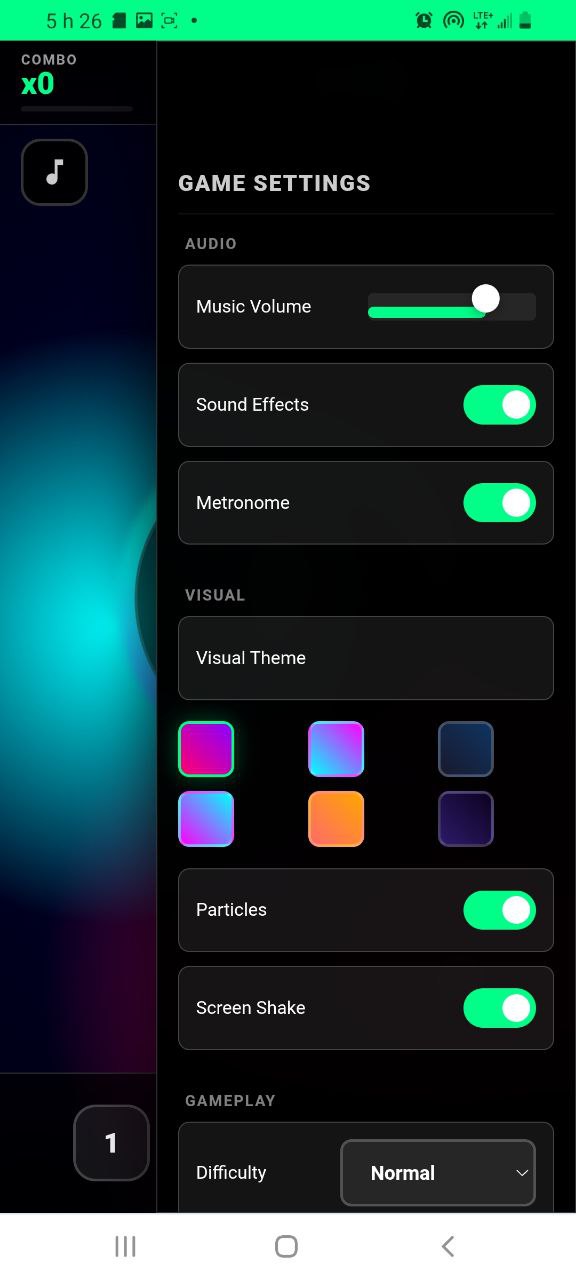 5 h 26
LTE+
COMBO
x0
GAME SETTINGS
AUDIO
Music Volume
Sound Effects
Metronome
VISUAL
Visual Theme
Particles
Screen Shake
GAMEPLAY
1
Difficulty
Normal